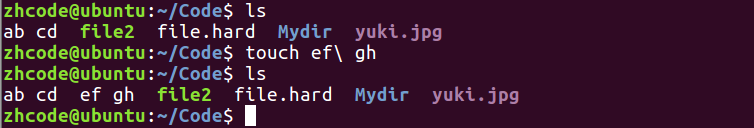 zhcode@ubuntu:~/Code$ ls
ab cd  file2  file.hard  Mydir  yuki.jpg
zhcode@ubuntu:~/Code$ touch ef\ gh
zhcode@ubuntu:~/Code$ ls
ab cd  ef gh  file2  file.hard  Mydir  yuki.jpg
zhcode@ubuntu:~/Code$